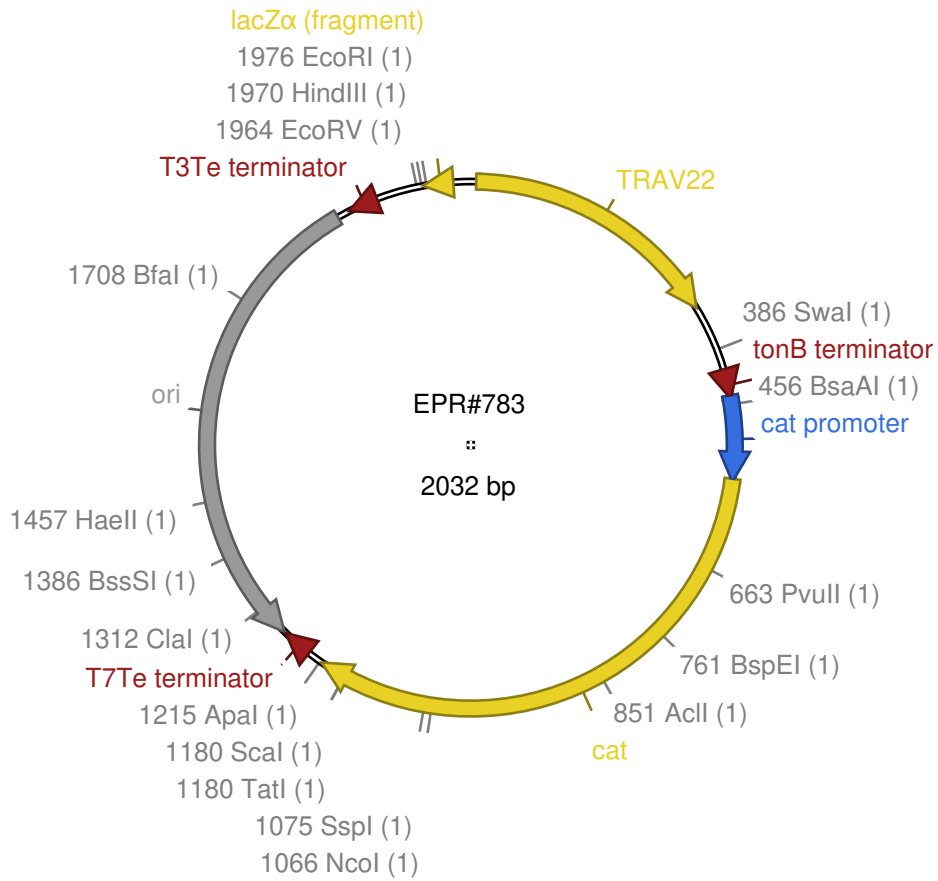 lacZα (fragment)
1976 EcoRI (1)
1970 HindIII (1)
1964 EcoRV (1)
T3Te terminator
TRAV22
1708 BfaI (1)
386 SwaI (1)
tonB terminator
456 BsaAI (1)
cat promoter
ori
EPR#783
2032 bp
1457 HaeII (1)
1386 BssSI (1)
1312 ClaI (1)
T7Te terminator
1215 ApaI (1)
1180 ScaI (1)
1180 TatI (1)
1075 SspI (1)
1066 NcoI (1)
663 PvuII (1)
761 BspEI (1)
851 AclI (1)
cat